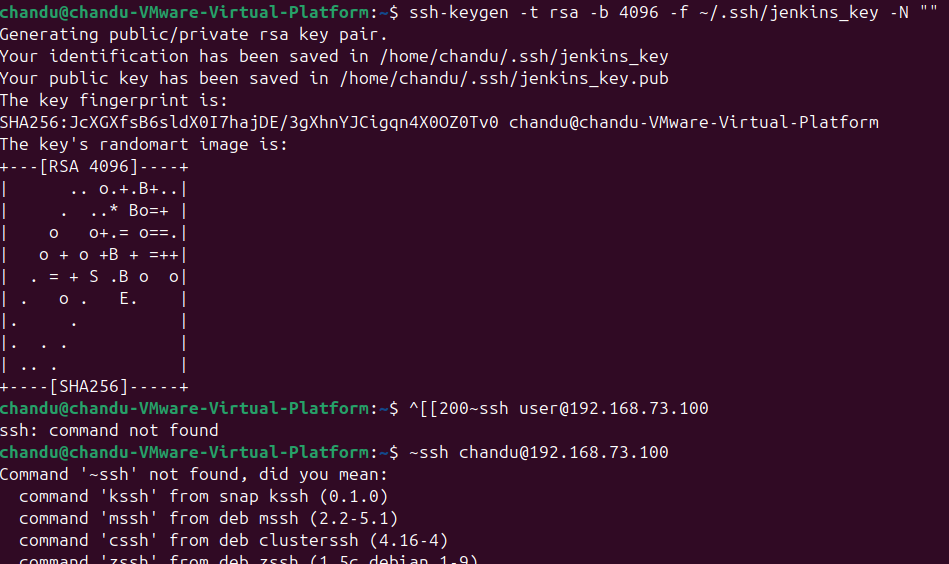 chandu@chandu-VMware-Virtual-Platform:~$ ssh-keygen -t rsa -b 4096 -f ~/.ssh/jenkins_key -N ""
Generating public/private rsa key pair.
Your identification has been saved in /home/chandu/.ssh/jenkins_key
Your public key has been saved in /home/chandu/.ssh/jenkins_key.pub
The key fingerprint is:
SHA256:JcXGXfsB6sldX0I7hajDE/3gXhnYJCigqn4X0OZ0Tv0 chandu@chandu-VMware-Virtual-Platform
The key's randomart image is:
+---[RSA 4096]----+
|      .. o.+.B+..|
|     .  ..* Bo=+ |
|    o   o+.= o==.|
|   o + o +B + =++|
|  . = + S .B o  o|
| .   o .   E.    |
|.     .          |
|.  . .           |
| .. .            |
+----[SHA256]-----+
chandu@chandu-VMware-Virtual-Platform:~$ ^[[200~ssh user@192.168.73.100
ssh: command not found
chandu@chandu-VMware-Virtual-Platform:~$ ~ssh chandu@192.168.73.100
Command '~ssh' not found, did you mean:
  command 'kssh' from snap kssh (0.1.0)
  command 'mssh' from deb mssh (2.2-5.1)
  command 'cssh' from deb clusterssh (4.16-4)
  command 'zssh' from deb zssh (1.5c.debian.1-9)